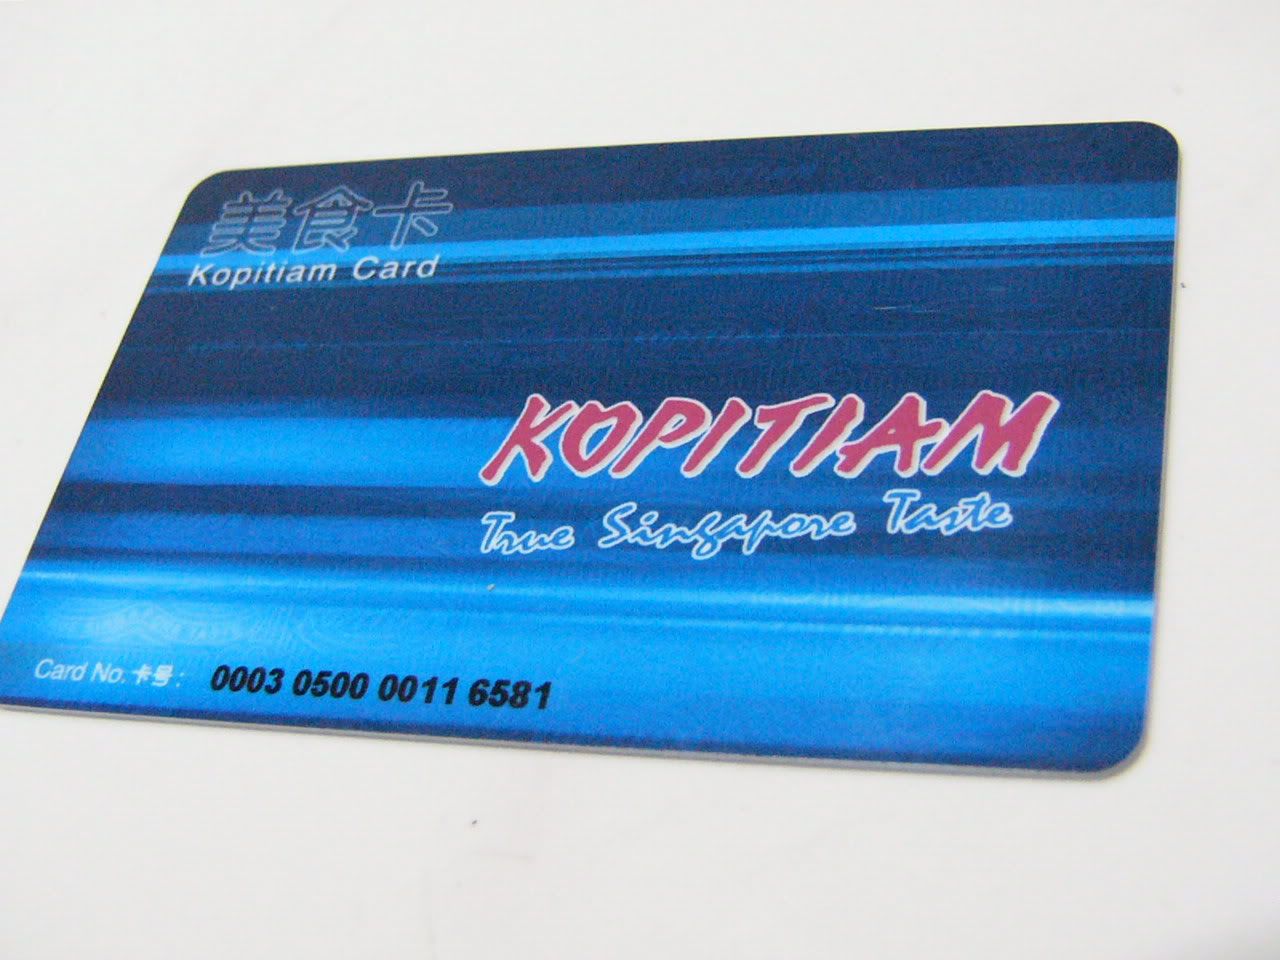 美食卡
Kopitiam Card
KOPITIAM
True Singapore Taste
Card No. 卡号: 0003 0500 0011 6581